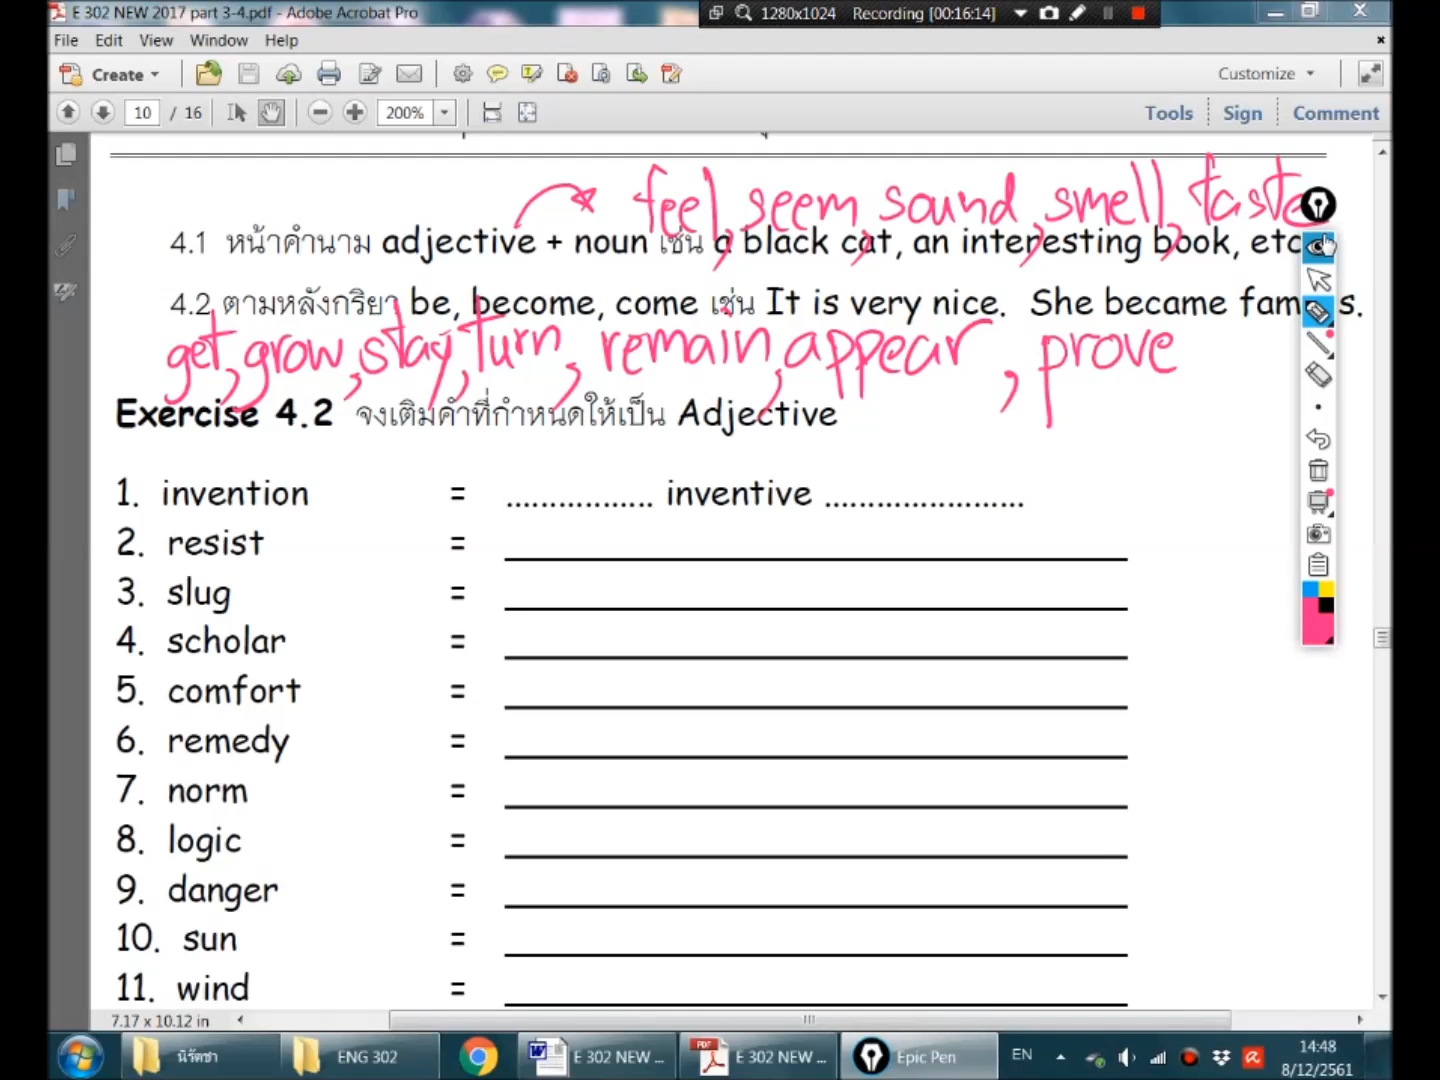 E 302 NEW 2017 part 3-4.pdf - Adobe Acrobat Pro
1280x1024 Recording [00:16:14]
File Edit View Window Help
Create Customize
10 / 16 200% Tools Sign Comment
feel, seem, sound, smell, taste
4.1 หน้าคำนาม adjective + noun เช่น a black cat, an interesting book, etc
4.2 ตามหลังกริยา be, become, come เช่น It is very nice. She became famous.
get, grow, stay, turn, remain, appear, prove
Exercise 4.2 จงเติมคำที่กำหนดให้เป็น Adjective
1. invention = ................. inventive .......................
2. resist =
3. slug =
4. scholar =
5. comfort =
6. remedy =
7. norm =
8. logic =
9. danger =
10. sun =
11. wind =
7.17 x 10.12 in
นิรัตชา ENG 302 E 302 NEW ... E 302 NEW ... Epic Pen EN 14:48
8/12/2561